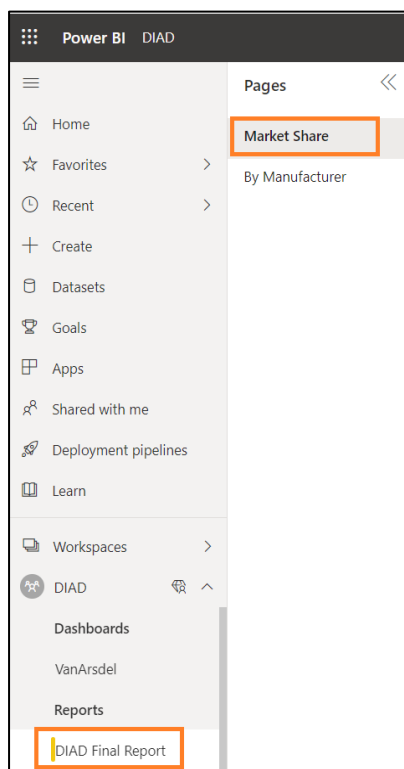 Power BI DIAD
Pages
Home
Market Share
Favorites
By Manufacturer
Recent
Create
Datasets
Goals
Apps
Shared with me
Deployment pipelines
Learn
Workspaces
DIAD
Dashboards
VanArsdel
Reports
DIAD Final Report